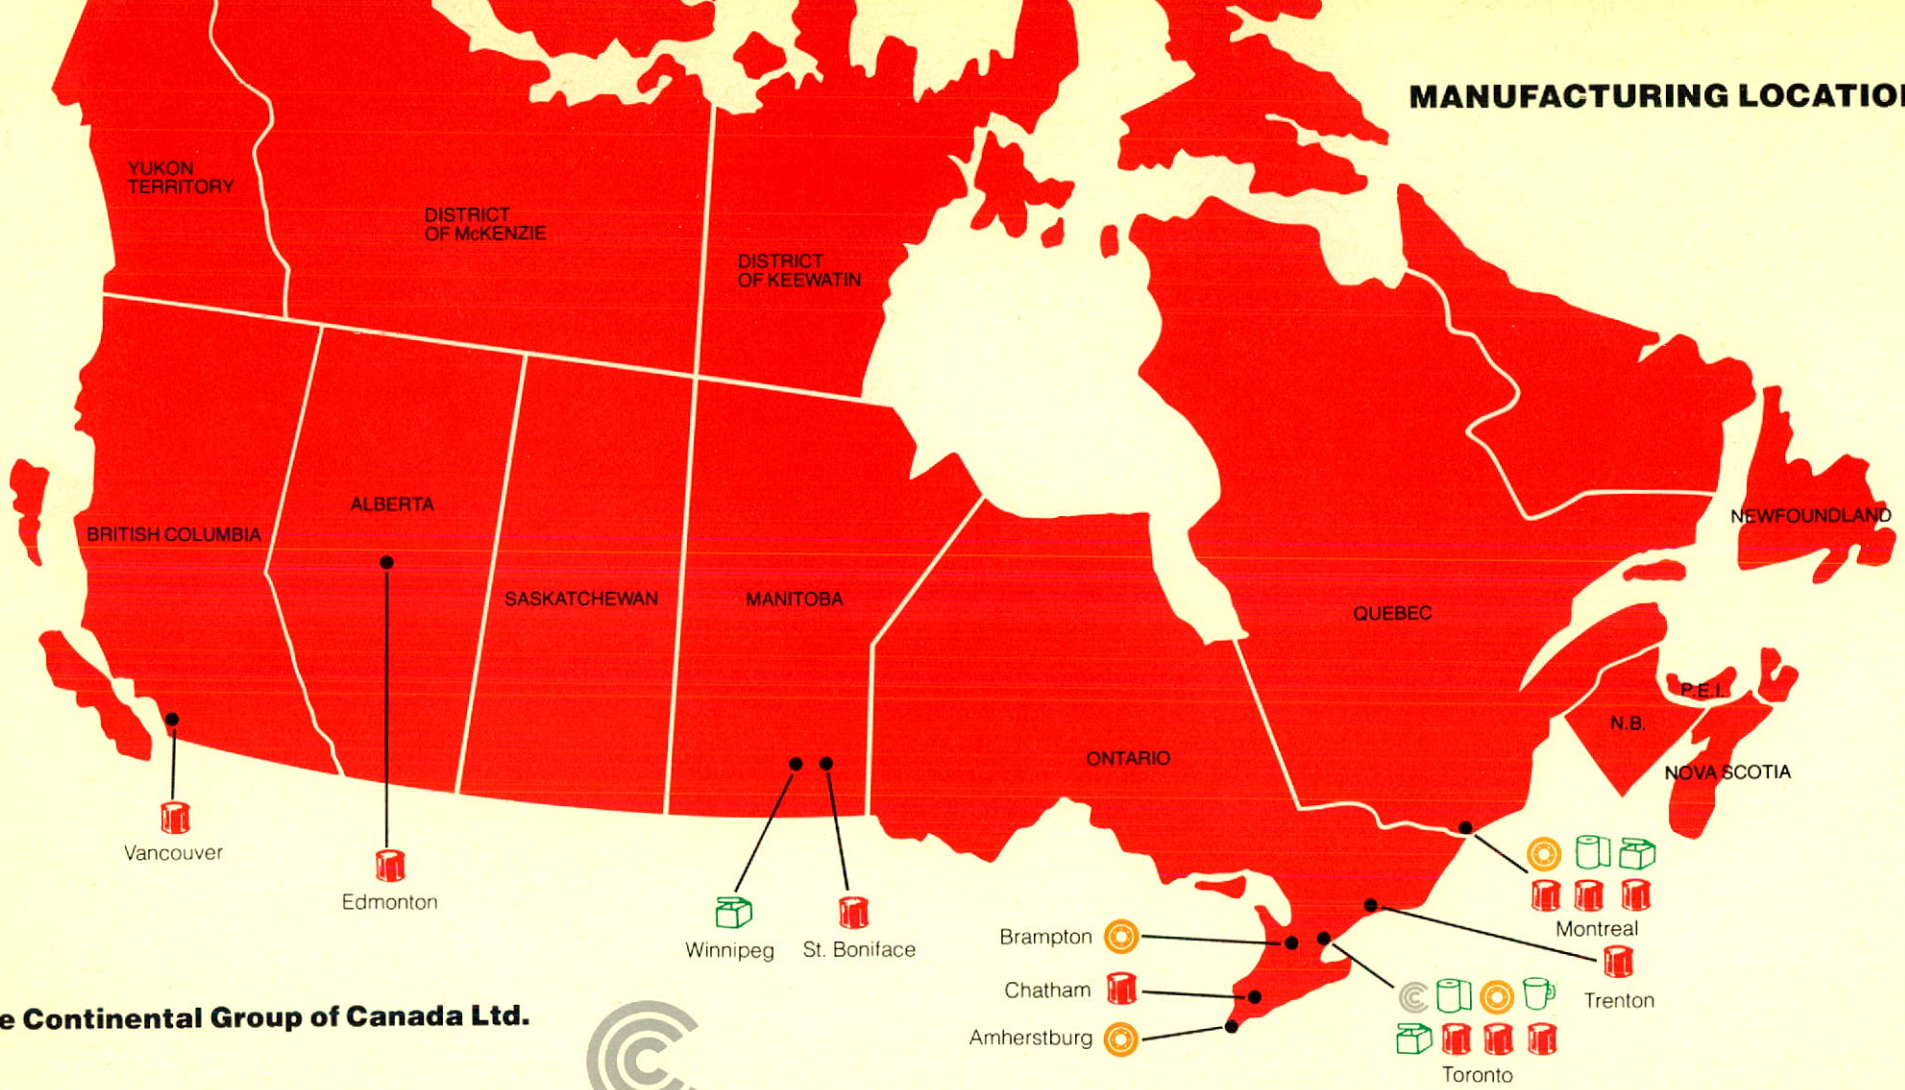 MANUFACTURING LOCATIO
YUKON
TERRITORY
DISTRICT
OF McKENZIE
DISTRICT
OF KEEWATIN
ALBERTA
BRITISH COLUMBIA
SASKATCHEWAN
MANITOBA
QUEBEC
NEWFOUNDLAND
P.E.I.
N.B.
NOVA SCOTIA
ONTARIO
Vancouver
Edmonton
Winnipeg
St. Boniface
Brampton
Chatham
Amherstburg
Montreal
Trenton
Toronto
e Continental Group of Canada Ltd.